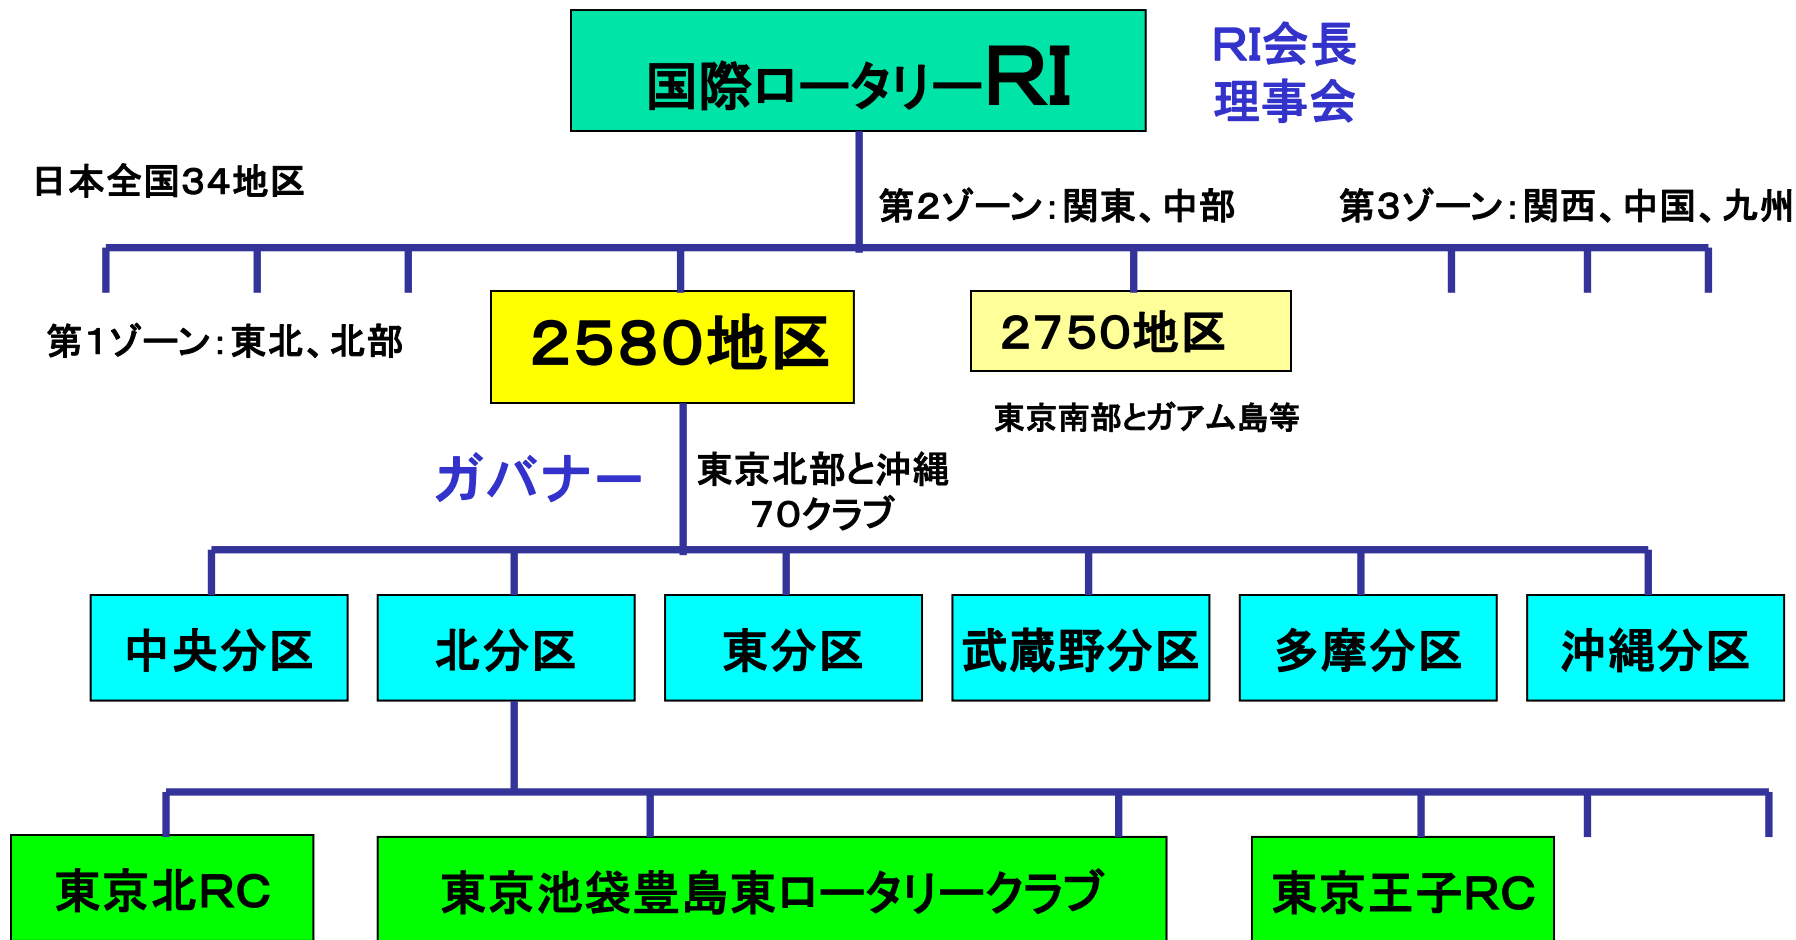 国際ロータリーRI
RI会長
理事会
日本全国34地区
第2ゾーン：関東、中部
第3ゾーン：関西、中国、九州
第1ゾーン：東北、北部
2580地区
2750地区
東京南部とガアム島等
ガバナー
東京北部と沖縄
70クラブ
中央分区
北分区
東分区
武蔵野分区
多摩分区
沖縄分区
東京北RC
東京池袋豊島東ロータリークラブ
東京王子RC